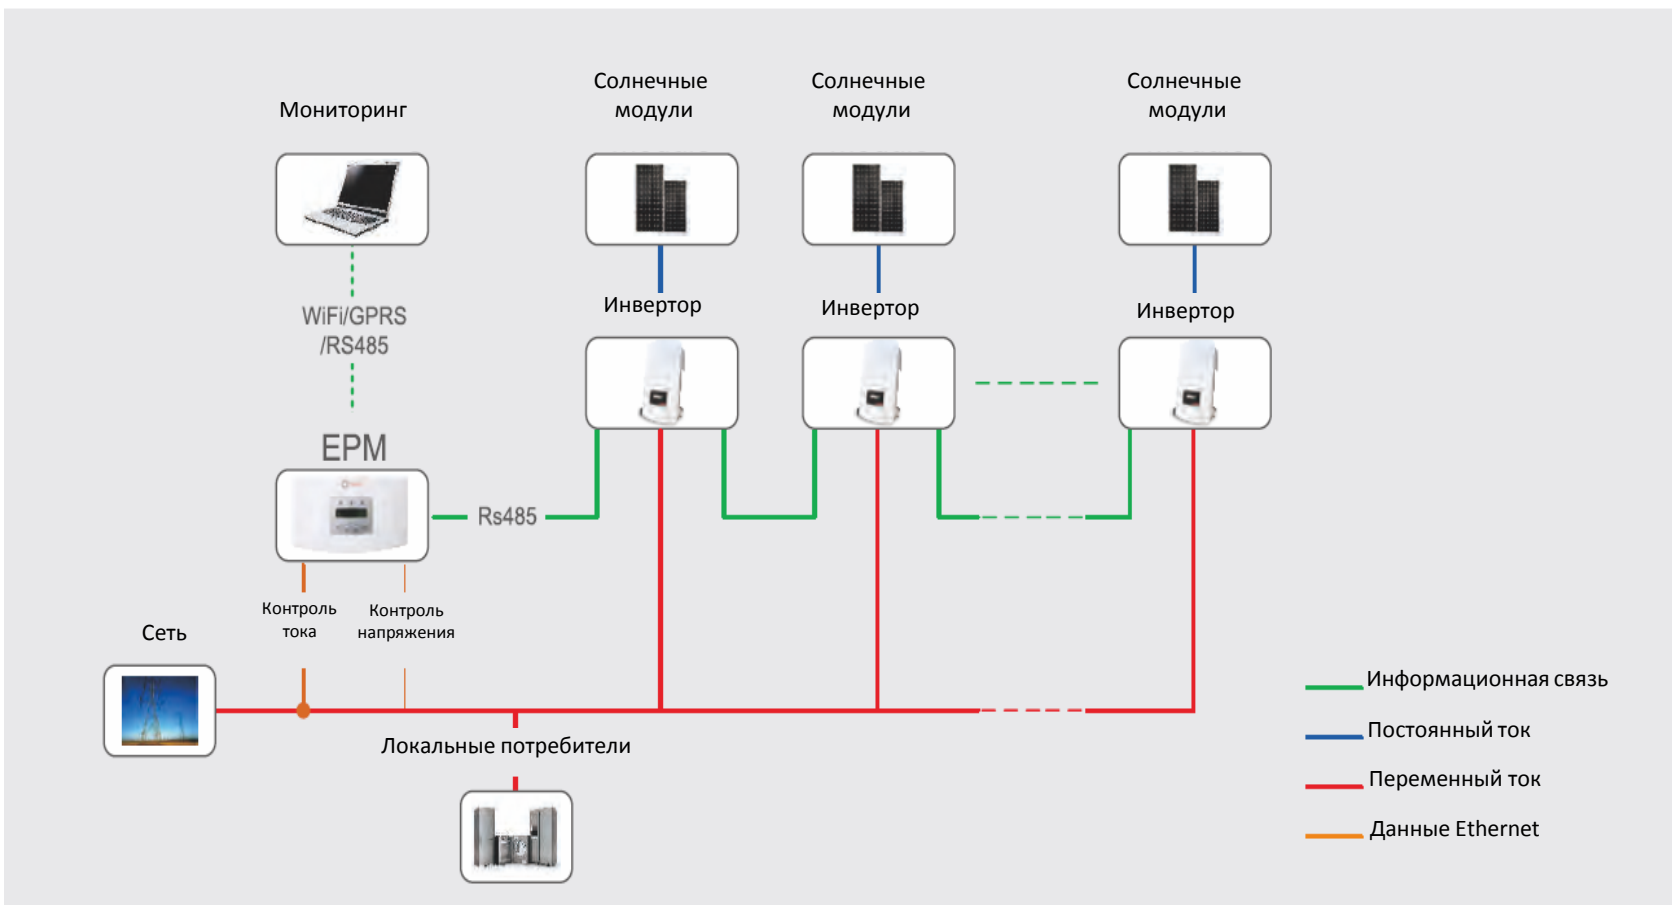 Мониторинг
Солнечные
модули
Солнечные
модули
Солнечные
модули
WiFi/GPRS
/RS485
Инвертор
Инвертор
Инвертор
EPM
Rs485
Контроль
тока
Контроль
напряжения
Сеть
Локальные потребители
Информационная связь
Постоянный ток
Переменный ток
Данные Ethernet